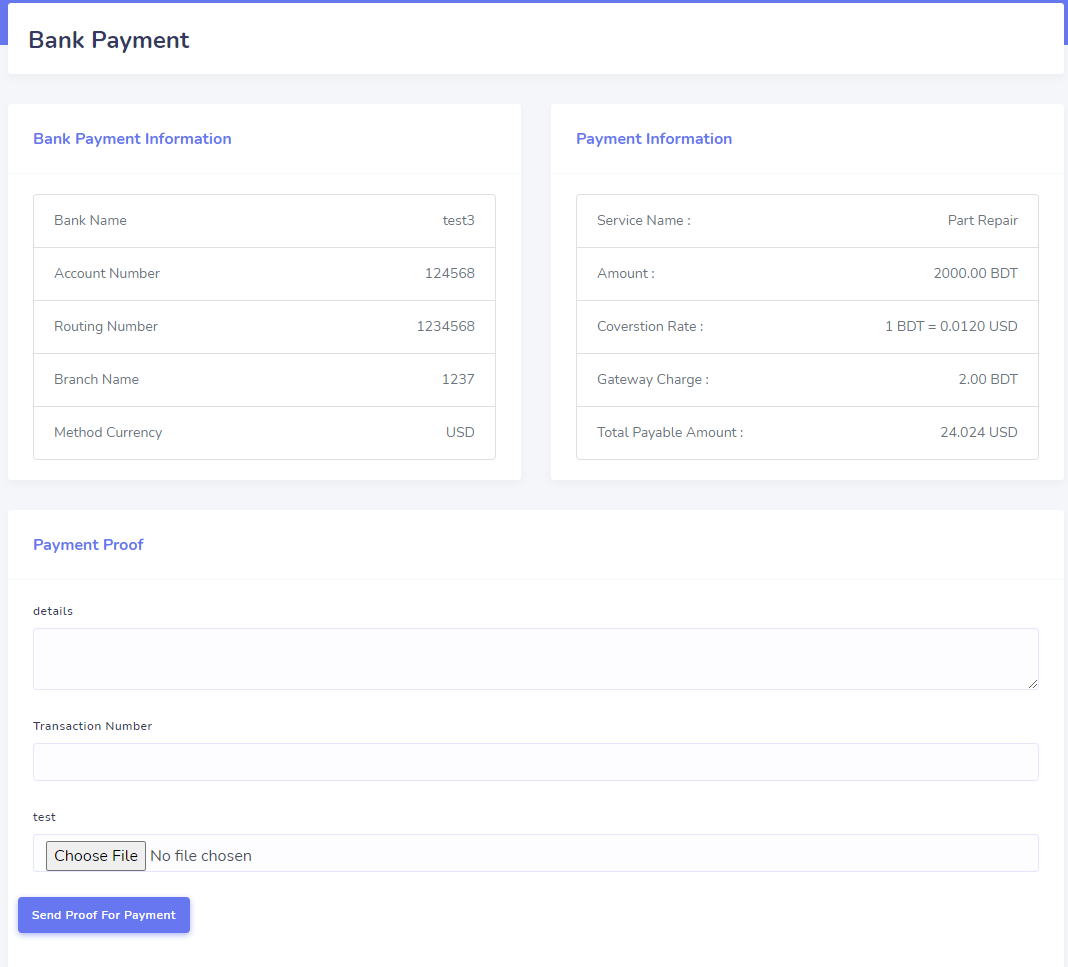 Bank Payment
Bank Payment Information
Bank Name test3
Account Number 124568
Routing Number 1234568
Branch Name 1237
Method Currency USD
Payment Information
Service Name : Part Repair
Amount : 2000.00 BDT
Coverstion Rate : 1 BDT = 0.0120 USD
Gateway Charge : 2.00 BDT
Total Payable Amount : 24.024 USD
Payment Proof
details
Transaction Number
test
Choose File No file chosen
Send Proof For Payment